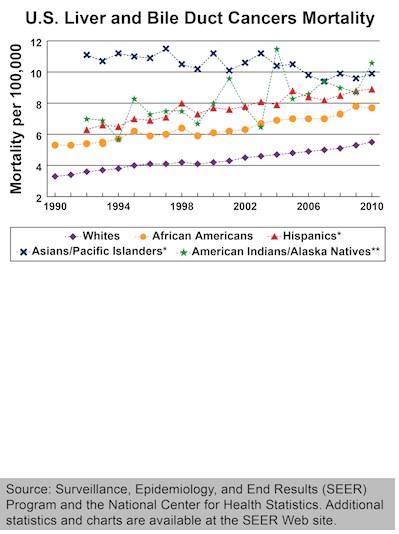 U.S. Liver and Bile Duct Cancers Mortality
Mortality per 100,000
12
10
8
6
4
2
1990 1994 1998 2002 2006 2010
Whites African Americans Hispanics*
Asians/Pacific Islanders* American Indians/Alaska Natives**
Source: Surveillance, Epidemiology, and End Results (SEER)
Program and the National Center for Health Statistics. Additional
statistics and charts are available at the SEER Web site.